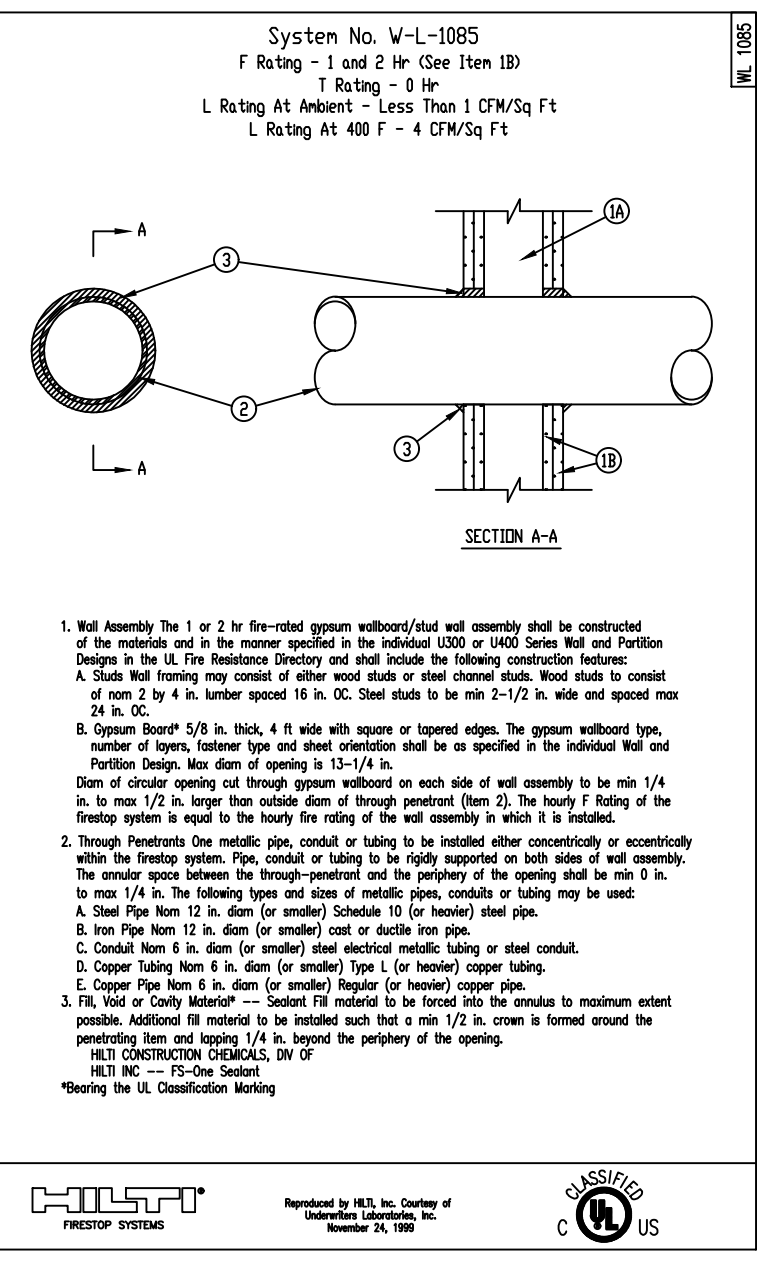 WL 1085
System No. W-L-1085
F Rating - 1 and 2 Hr (See Item 1B)
T Rating - 0 Hr
L Rating At Ambient - Less Than 1 CFM/Sq Ft
L Rating At 400 F - 4 CFM/Sq Ft
A
3
1A
2
A
3
1B
SECTION A-A
1. Wall Assembly The 1 or 2 hr fire-rated gypsum wallboard/stud wall assembly shall be constructed
of the materials and in the manner specified in the individual U300 or U400 Series Wall and Partition
Designs in the UL Fire Resistance Directory and shall include the following construction features:
A. Studs Wall framing may consist of either wood studs or steel channel studs. Wood studs to consist
of nom 2 by 4 in. lumber spaced 16 in. OC. Steel studs to be min 2-1/2 in. wide and spaced max
24 in. OC.
B. Gypsum Board* 5/8 in. thick, 4 ft wide with square or tapered edges. The gypsum wallboard type,
number of layers, fastener type and sheet orientation shall be as specified in the individual Wall and
Partition Design. Max diam of opening is 13-1/4 in.
Diam of circular opening cut through gypsum wallboard on each side of wall assembly to be min 1/4
in. to max 1/2 in. larger than outside diam of through penetrant (Item 2). The hourly F Rating of the
firestop system is equal to the hourly fire rating of the wall assembly in which it is installed.
2. Through Penetrants One metallic pipe, conduit or tubing to be installed either concentrically or eccentrically
within the firestop system. Pipe, conduit or tubing to be rigidly supported on both sides of wall assembly.
The annular space between the through-penetrant and the periphery of the opening shall be min 0 in.
to max 1/4 in. The following types and sizes of metallic pipes, conduits or tubing may be used:
A. Steel Pipe Nom 12 in. diam (or smaller) Schedule 10 (or heavier) steel pipe.
B. Iron Pipe Nom 12 in. diam (or smaller) cast or ductile iron pipe.
C. Conduit Nom 6 in. diam (or smaller) steel electrical metallic tubing or steel conduit.
D. Copper Tubing Nom 6 in. diam (or smaller) Type L (or heavier) copper tubing.
E. Copper Pipe Nom 6 in. diam (or smaller) Regular (or heavier) copper pipe.
3. Fill, Void or Cavity Material* -- Sealant Fill material to be forced into the annulus to maximum extent
possible. Additional fill material to be installed such that a min 1/2 in. crown is formed around the
penetrating item and lapping 1/4 in. beyond the periphery of the opening.
HILTI CONSTRUCTION CHEMICALS, DIV OF
HILTI INC -- FS-One Sealant
*Bearing the UL Classification Marking
HILTI®
FIRESTOP SYSTEMS
Reproduced by HILTI, Inc. Courtesy of
Underwriters Laboratories, Inc.
November 24, 1999
CLASSIFIED
C UL US